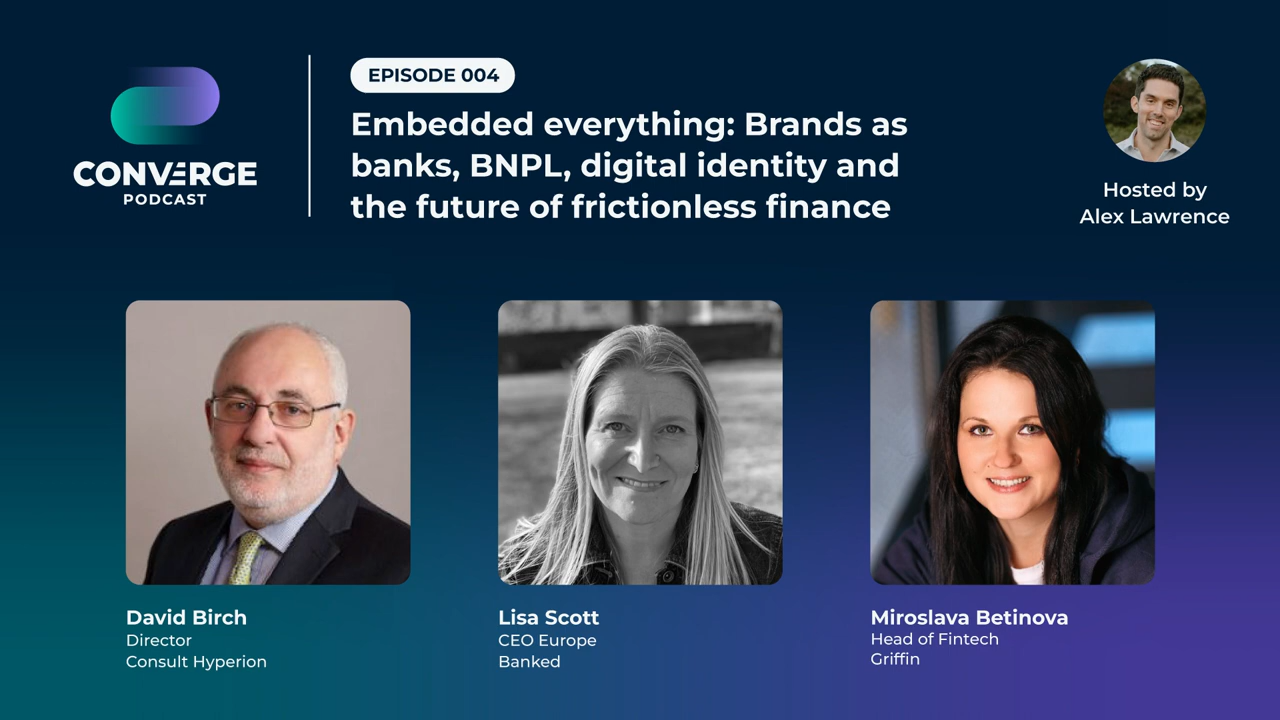 CONVERGE
PODCAST
EPISODE 004
Embedded everything: Brands as
banks, BNPL, digital identity and
the future of frictionless finance
Hosted by
Alex Lawrence
David Birch
Director
Consult Hyperion
Lisa Scott
CEO Europe
Banked
Miroslava Betinova
Head of Fintech
Griffin